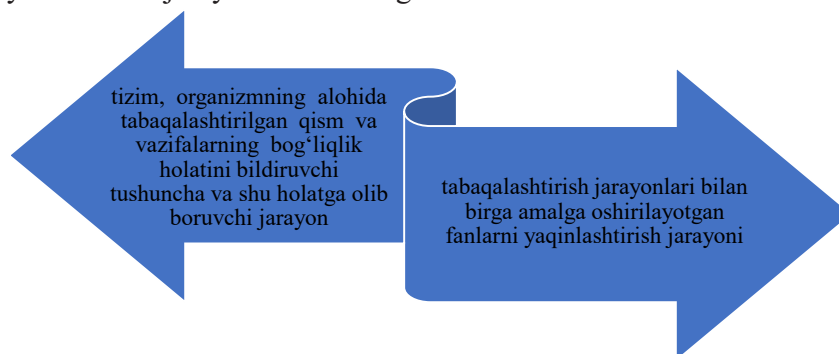 tizim, organizmning alohida
tabaqalashtirilgan qism va
vazifalarning bog‘liqlik
holatini bildiruvchi
tushuncha va shu holatga olib
boruvchi jarayon
tabaqalashtirish jarayonlari bilan
birga amalga oshirilayotgan
fanlarni yaqinlashtirish jarayoni